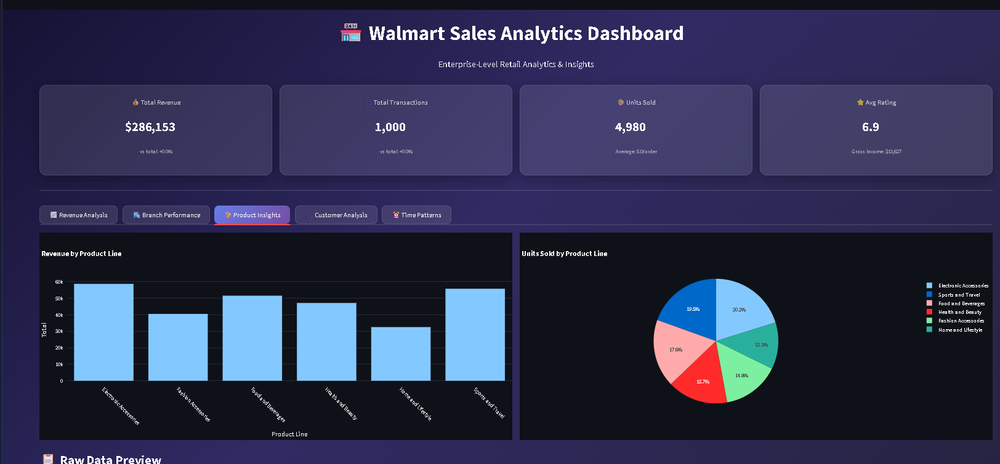 24 H
Walmart Sales Analytics Dashboard
Enterprise-Level Retail Analytics & Insights
Total Revenue
$286,153
vs total: +0.0%
Total Transactions
1,000
vs total: +0.0%
Units Sold
4,980
Average: 5.0/order
Avg Rating
6.9
Gross Income: $13,627
Revenue Analysis
Branch Performance
Product Insights
Customer Analysis
Time Patterns
Revenue by Product Line
60k
50k
40k
30k
20k
10k
0
Total
Electronic Accessories
Fashion Accessories
Food and Beverages
Health and Beauty
Home and Lifestyle
Sports and Travel
Product Line
Units Sold by Product Line
20.2%
12.1%
14.8%
15.7%
17.6%
19.5%
Electronic Accessories
Sports and Travel
Food and Beverages
Health and Beauty
Fashion Accessories
Home and Lifestyle
Raw Data Preview